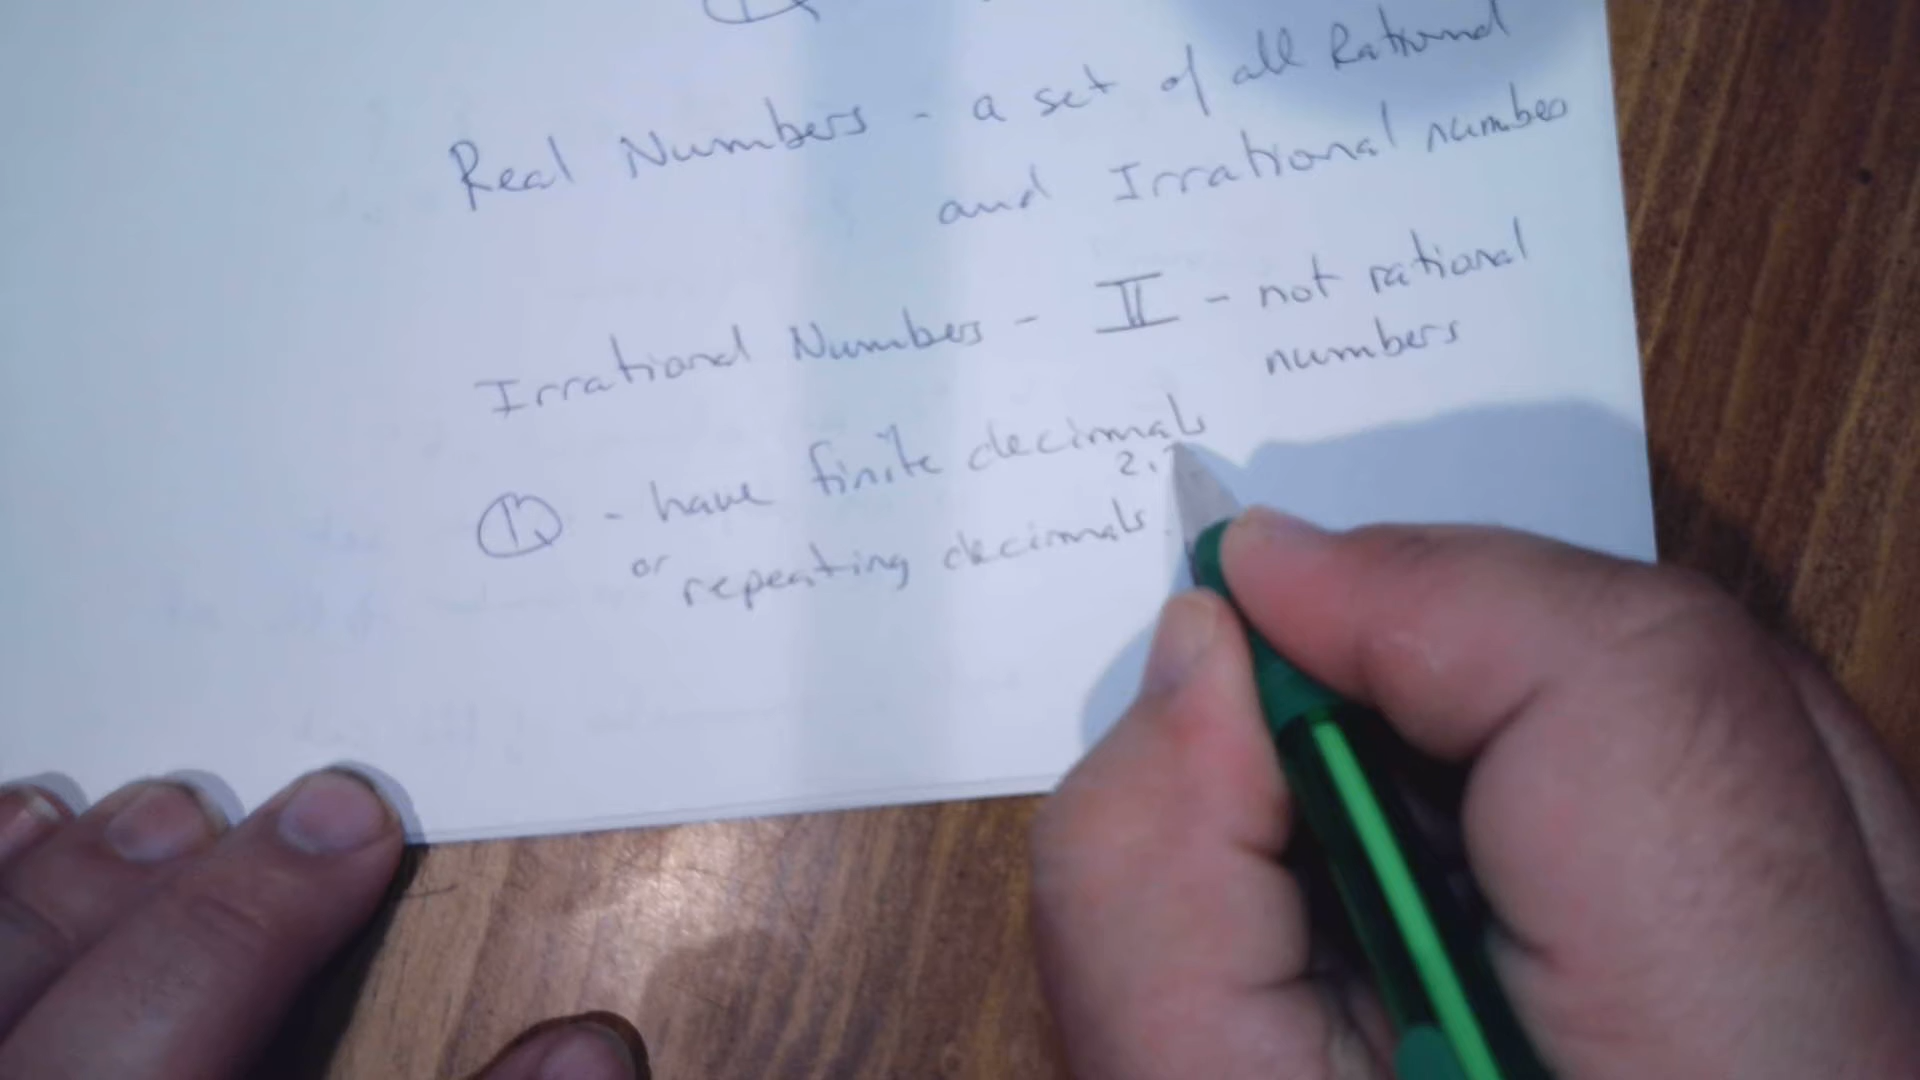 Real Numbers - a set of all Rational
and Irrational numbers
Irrational Numbers - II - not rational
numbers
Q - have finite decimals
2.
or repeating decimals.